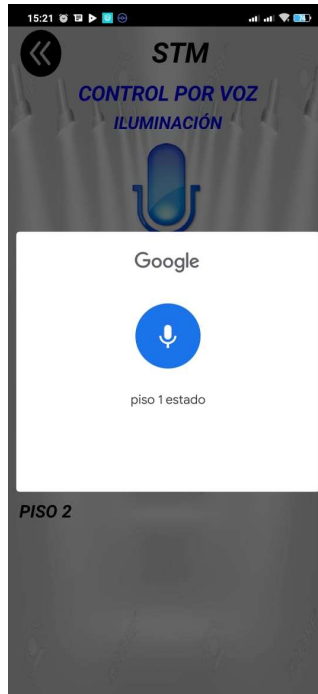 15:21
STM
CONTROL POR VOZ
ILUMINACIÓN
Google
piso 1 estado
PISO 2